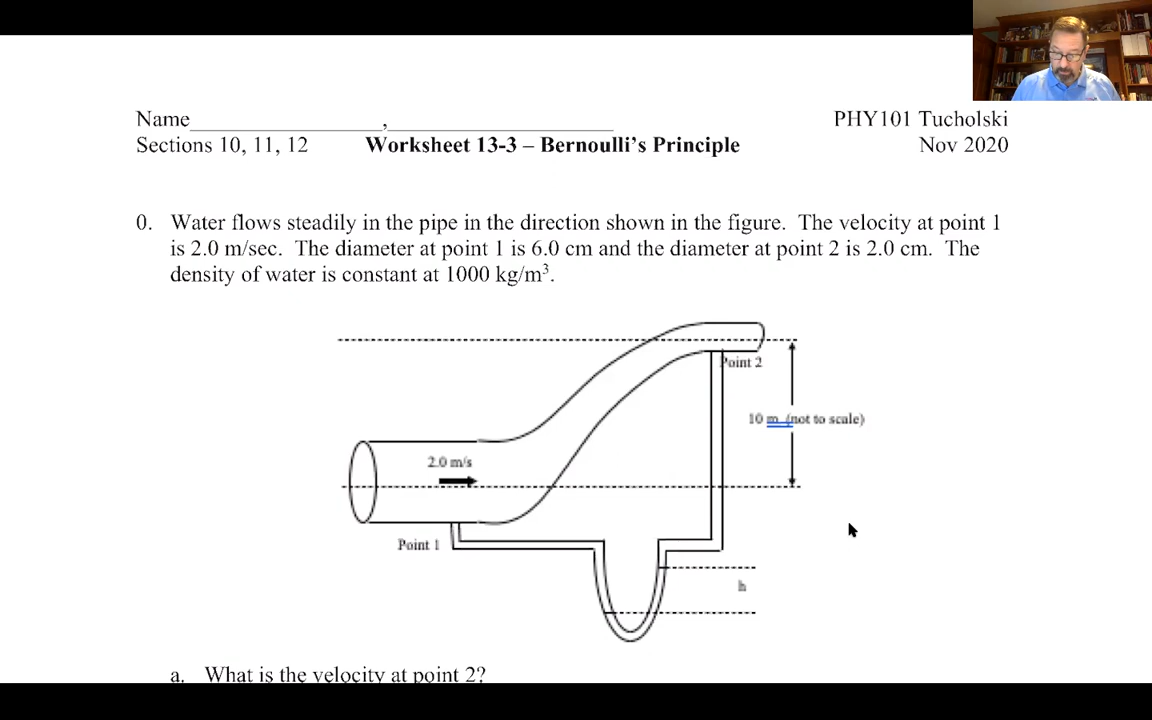 Name_________________,____________________ PHY101 Tucholski
Sections 10, 11, 12 Worksheet 13-3 – Bernoulli's Principle Nov 2020
0. Water flows steadily in the pipe in the direction shown in the figure. The velocity at point 1
is 2.0 m/sec. The diameter at point 1 is 6.0 cm and the diameter at point 2 is 2.0 cm. The
density of water is constant at 1000 kg/m³.
Point 2
10 m (not to scale)
2.0 m/s
Point 1
h
a. What is the velocity at point 2?